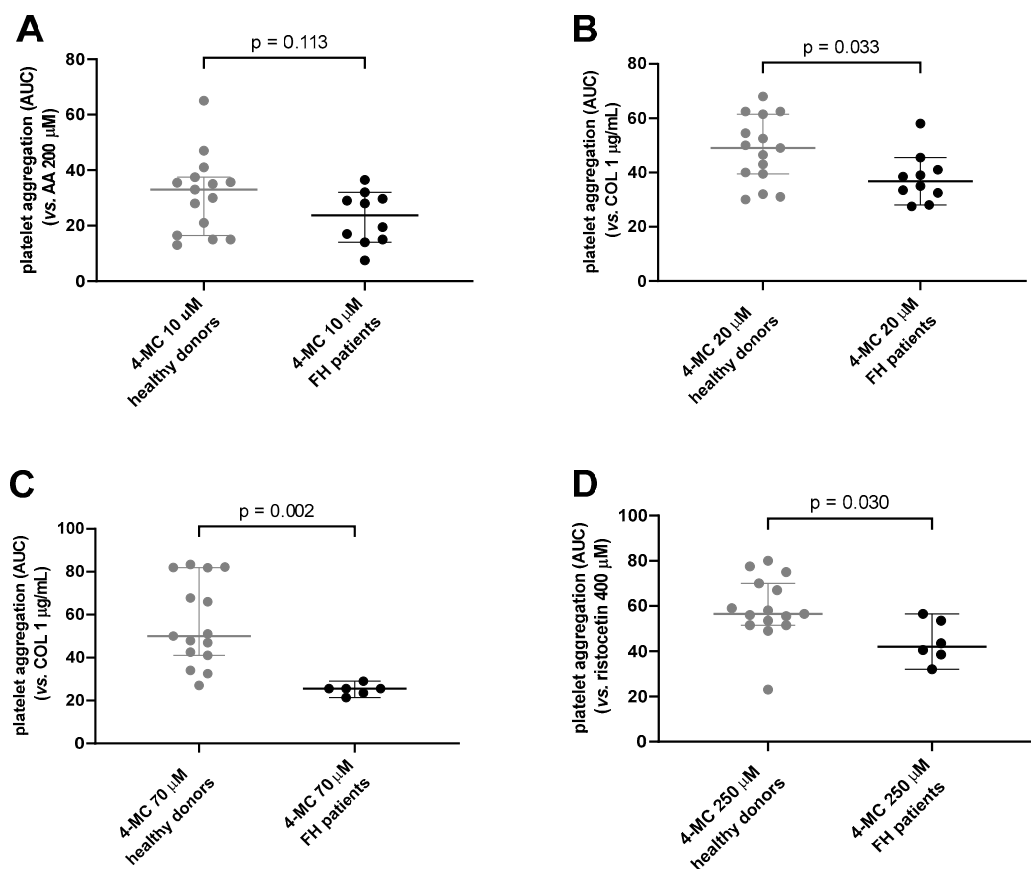 A
p = 0.113
platelet aggregation (AUC)
(vs. AA 200 μM)
80
60
40
20
0
4-MC 10 uM
healthy donors
4-MC 10 μM
FH patients
B
p = 0.033
platelet aggregation (AUC)
(vs. COL 1 μg/mL)
80
60
40
20
0
4-MC 20 μM
healthy donors
4-MC 20 μM
FH patients
C
p = 0.002
platelet aggregation (AUC)
(vs. COL 1 μg/mL)
100
80
60
40
20
0
4-MC 70 μM
healthy donors
4-MC 70 μM
FH patients
D
p = 0.030
platelet aggregation (AUC)
(vs. ristocetin 400 μM)
100
80
60
40
20
0
4-MC 250 μM
healthy donors
4-MC 250 μM
FH patients